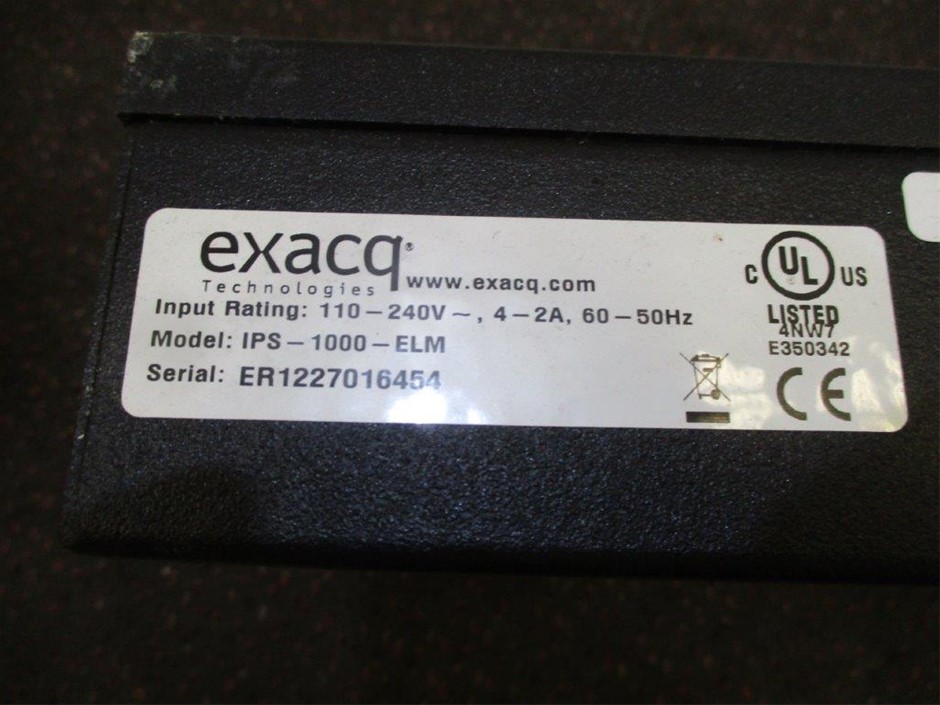 exacq®
Technologies www.exacq.com
Input Rating: 110-240V~, 4-2A, 60-50Hz
Model: IPS-1000-ELM
Serial: ER1227016454
C UL US
LISTED
4NW7
E350342
CE